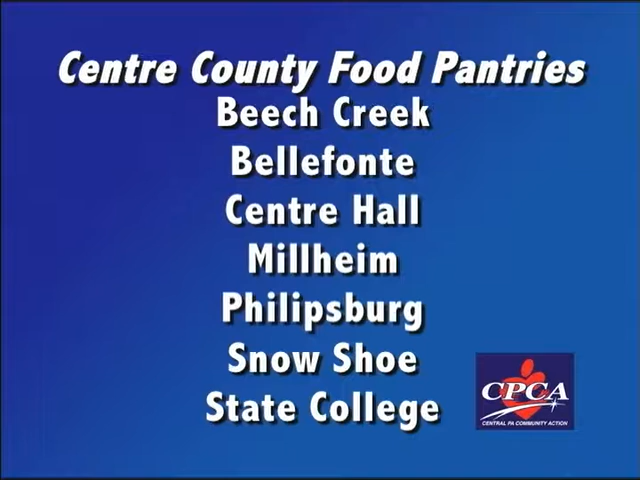 Centre County Food Pantries
Beech Creek
Bellefonte
Centre Hall
Millheim
Philipsburg
Snow Shoe
State College
CPCA
CENTRAL PA COMMUNITY ACTION